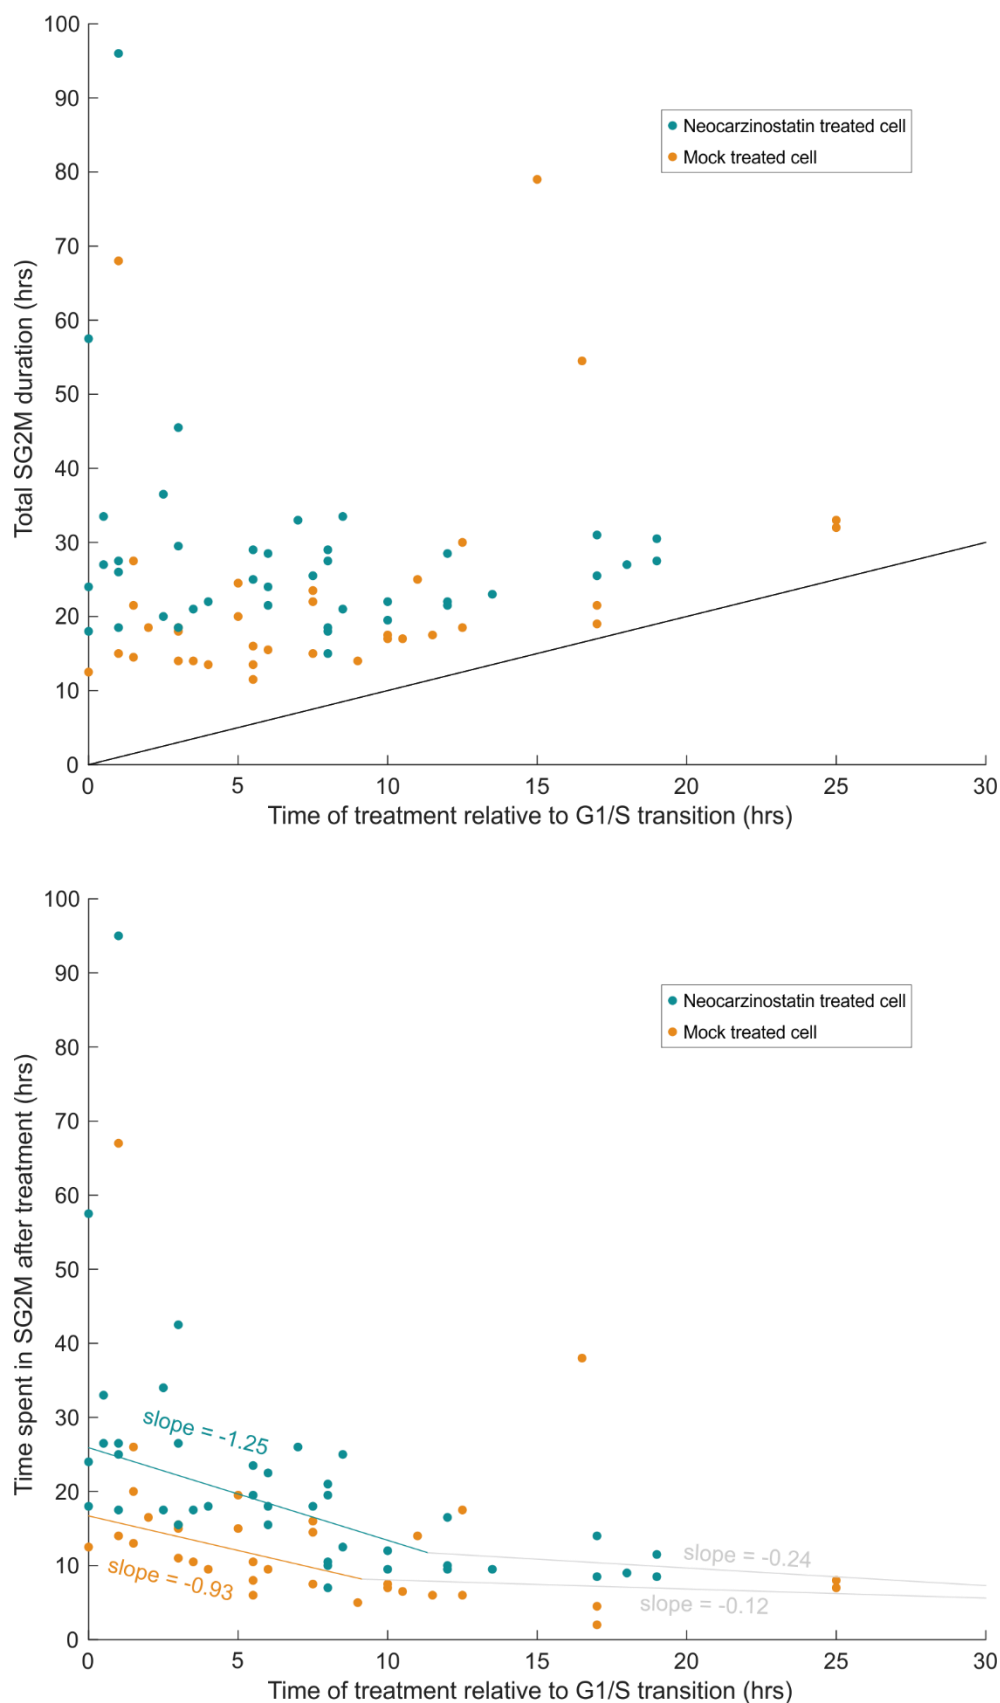 100
90
80
70
60
50
40
30
20
10
0
Total SG2M duration (hrs)
Neocarzinostatin treated cell
Mock treated cell
0 5 10 15 20 25 30
Time of treatment relative to G1/S transition (hrs)
100
90
80
70
60
50
40
30
20
10
0
Time spent in SG2M after treatment (hrs)
Neocarzinostatin treated cell
Mock treated cell
slope = -1.25
slope = -0.93
slope = -0.24
slope = -0.12
0 5 10 15 20 25 30
Time of treatment relative to G1/S transition (hrs)